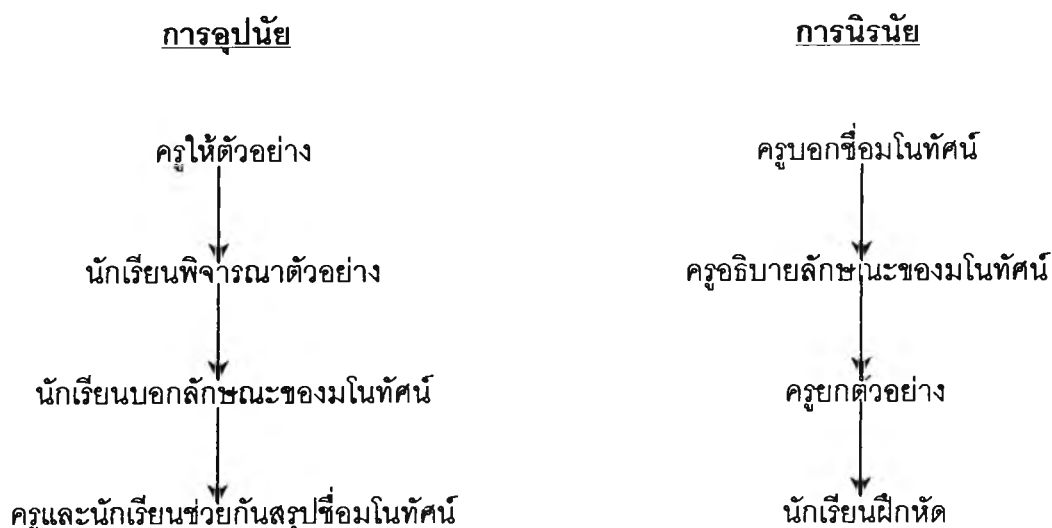 การอุปนัย
ครูให้ตัวอย่าง
นักเรียนพิจารณาตัวอย่าง
นักเรียนบอกลักษณะของมโนทัศน์
ครูและนักเรียนช่วยกันสรุปชื่อมโนทัศน์
การนิรนัย
ครูบอกชื่อมโนทัศน์
ครูอธิบายลักษณะของมโนทัศน์
ครูยกตัวอย่าง
นักเรียนฝึกหัด